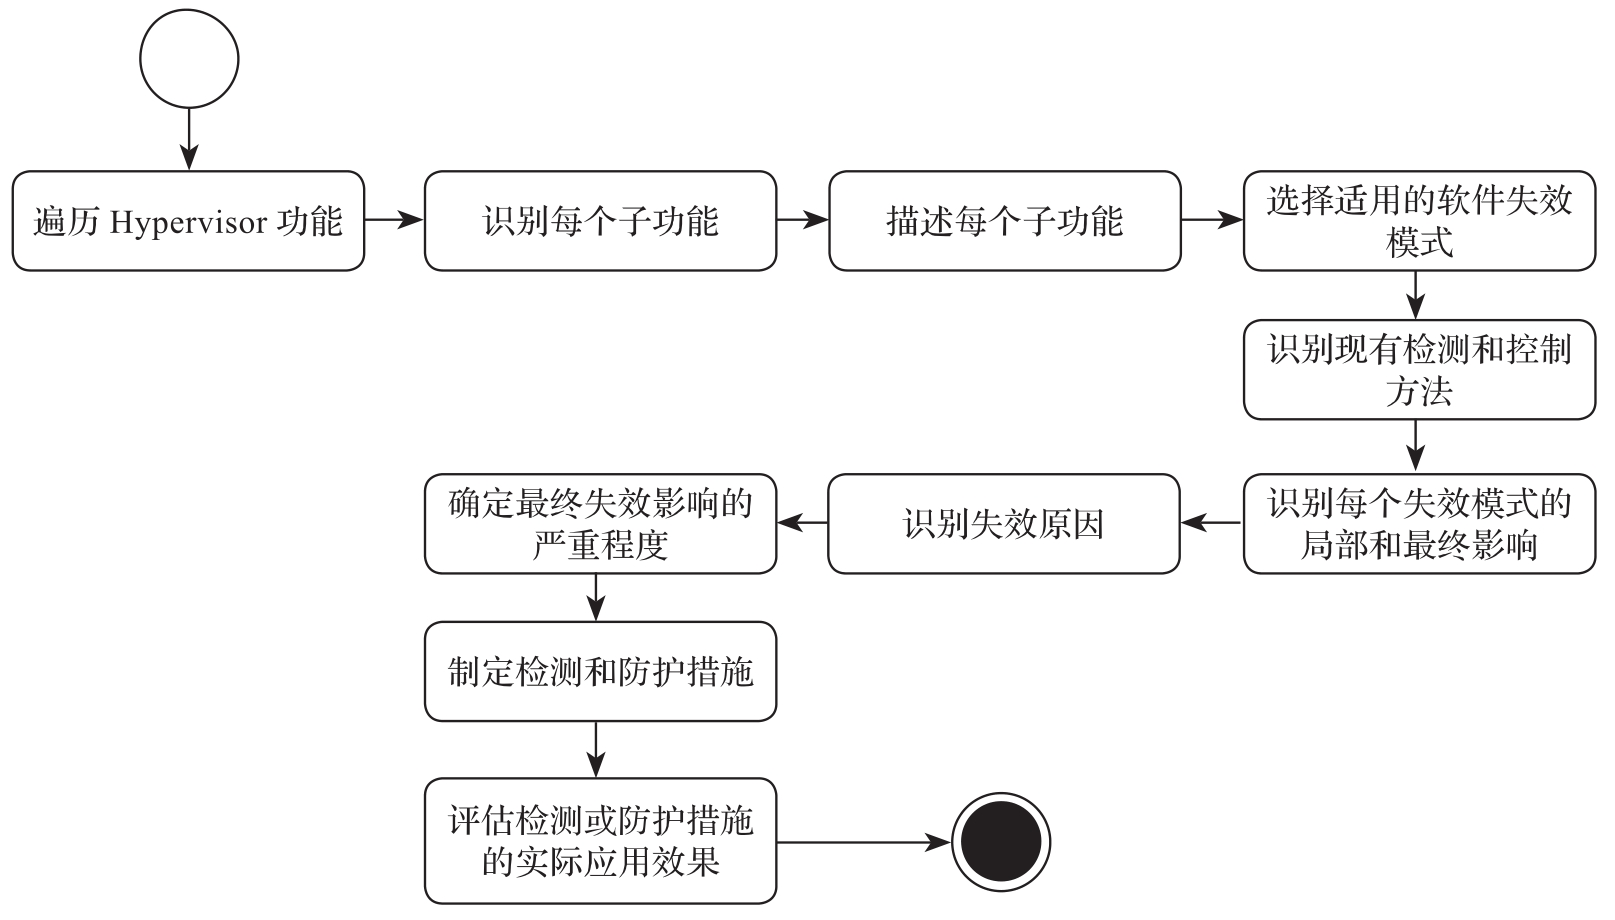 遍历 Hypervisor 功能
识别每个子功能
描述每个子功能
选择适用的软件失效
模式
识别现有检测和控制
方法
识别每个失效模式的
局部和最终影响
识别失效原因
确定最终失效影响的
严重程度
制定检测和防护措施
评估检测或防护措施
的实际应用效果